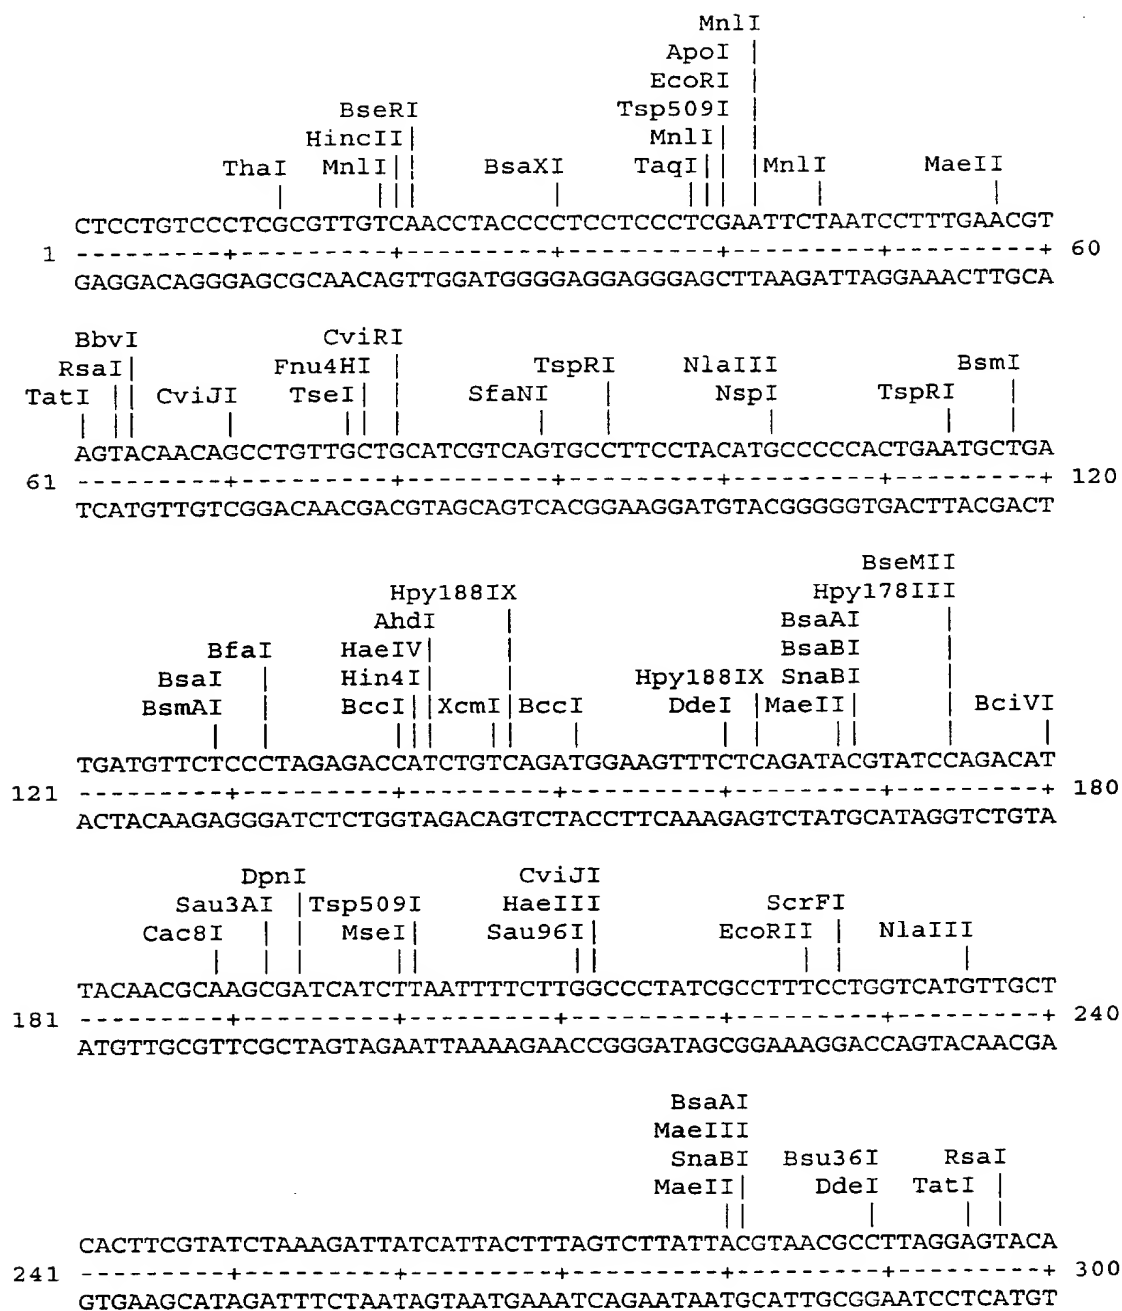 MnlI
ApoI
EcoRI
BseRI Tsp509I
HincII MnlI
ThaI MnlI BsaXI TaqI MnlI MaeII
CTCCTGTCCCTCGCGTTGTCAACCTACCCCTCCTCCCTCGAATTCTAATCCTTTGAACGT
1 ---------+---------+---------+---------+---------+---------+ 60
GAGGACAGGGAGCGCAACAGTTGGATGGGGAGGAGGGAGCTTAAGATTAGGAAACTTGCA
BbvI CviRI
RsaI Fnu4HI TspRI NlaIII BsmI
TatI CviJI TseI SfaNI NspI TspRI
AGTACAACAGCCTGTTGCTGCATCGTCAGTGCCTTCCTACATGCCCCCACTGAATGCTGA
61 ---------+---------+---------+---------+---------+---------+ 120
TCATGTTGTCGGACAACGACGTAGCAGTCACGGAAGGATGTACGGGGGTGACTTACGACT
BseMII
Hpy188IX Hpy178III
AhdI BsaAI
BfaI HaeIV BsaBI
BsaI Hin4I Hpy188IX SnaBI
BsmAI BccI XcmI BccI DdeI MaeII BciVI
TGATGTTCTCCCTAGAGACCATCTGTCAGATGGAAGTTTCTCAGATACGTATCCAGACAT
121 ---------+---------+---------+---------+---------+---------+ 180
ACTACAAGAGGGATCTCTGGTAGACAGTCTACCTTCAAAGAGTCTATGCATAGGTCTGTA
DpnI CviJI
Sau3AI Tsp509I HaeIII ScrFI
Cac8I MseI Sau96I EcoRII NlaIII
TACAACGCAAGCGATCATCTTAATTTTCTTGGCCCTATCGCCTTTCCTGGTCATGTTGCT
181 ---------+---------+---------+---------+---------+---------+ 240
ATGTTGCGTTCGCTAGTAGAATTAAAAGAACCGGGATAGCGGAAAGGACCAGTACAACGA
BsaAI
MaeIII
SnaBI Bsu36I RsaI
MaeII DdeI TatI
CACTTCGTATCTAAAGATTATCATTACTTTAGTCTTATTACGTAACGCCTTAGGAGTACA
241 ---------+---------+---------+---------+---------+---------+ 300
GTGAAGCATAGATTTCTAATAGTAATGAAATCAGAATAATGCATTGCGGAATCCTCATGT